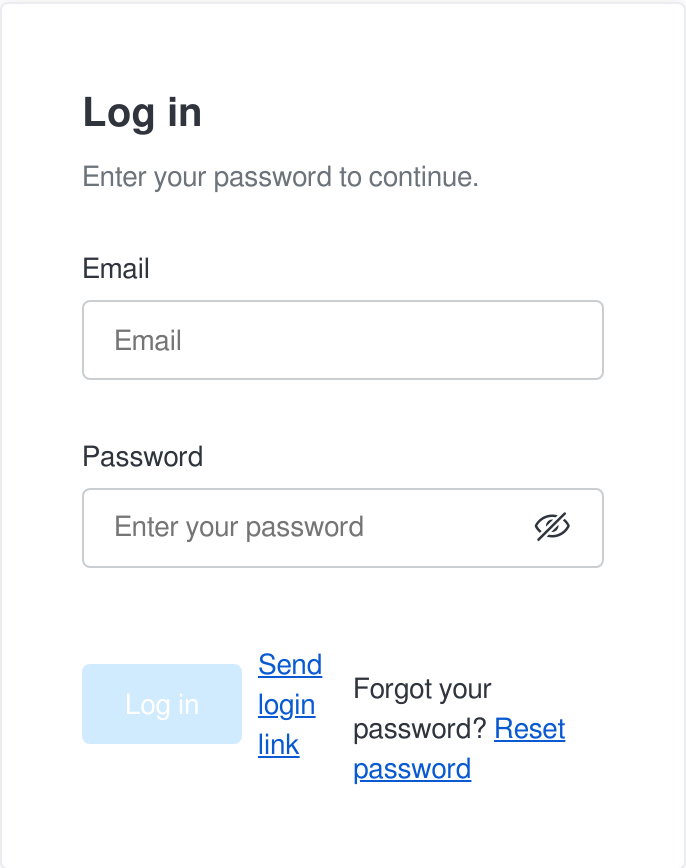 Log in
Enter your password to continue.
Email
Email
Password
Enter your password
Log in
Send
login
link
Forgot your
password? Reset
password